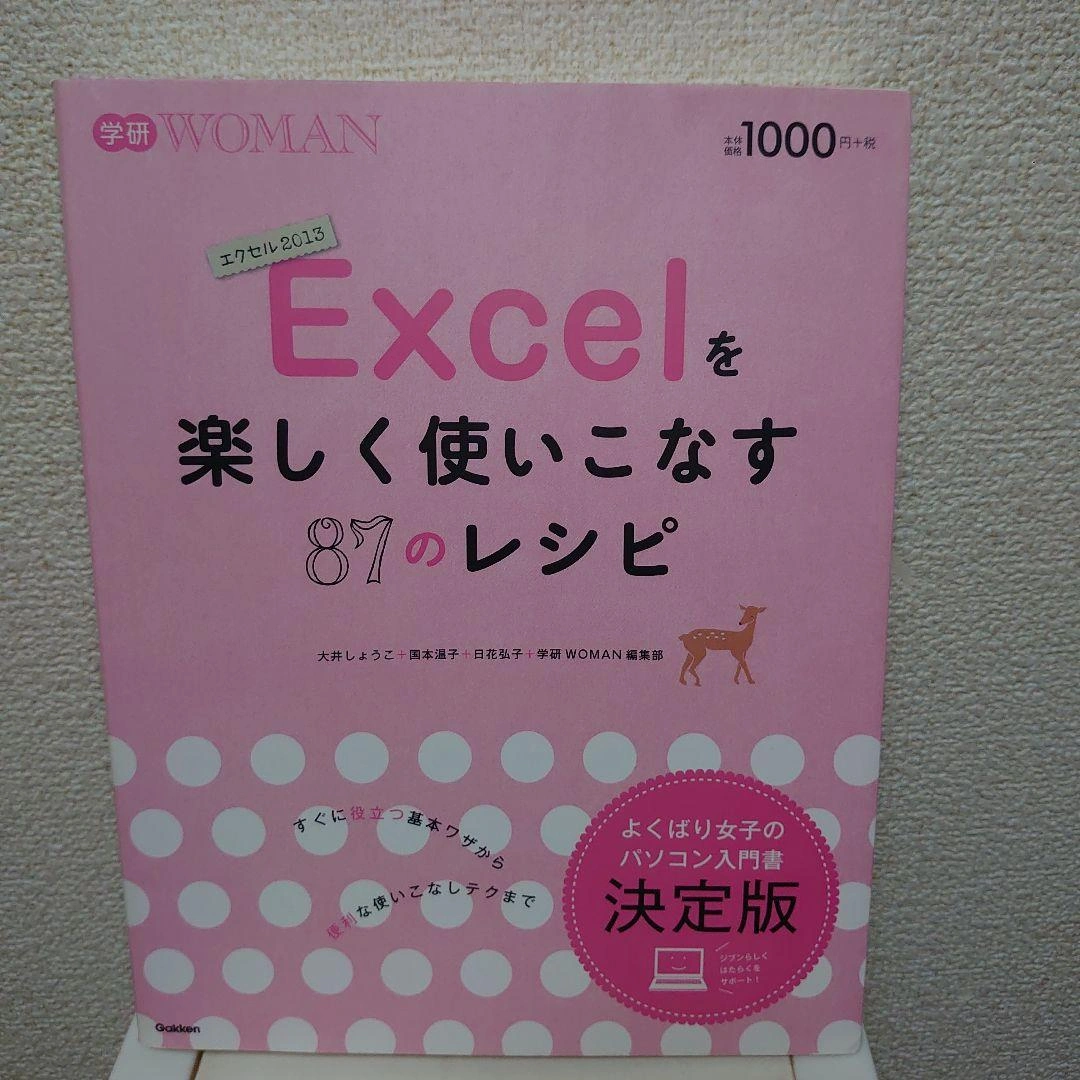 学研 WOMAN
本体価格1000円+税
エクセル2013
Excelを
楽しく使いこなす
87のレシピ
大井しょうこ+国本温子+日花弘子+学研WOMAN編集部
すぐに役立つ基本ワザから
便利な使いこなしテクまで
よくばり女子の
パソコン入門書
決定版
ジブンらしく
はたらくを
サポート!
Gakken